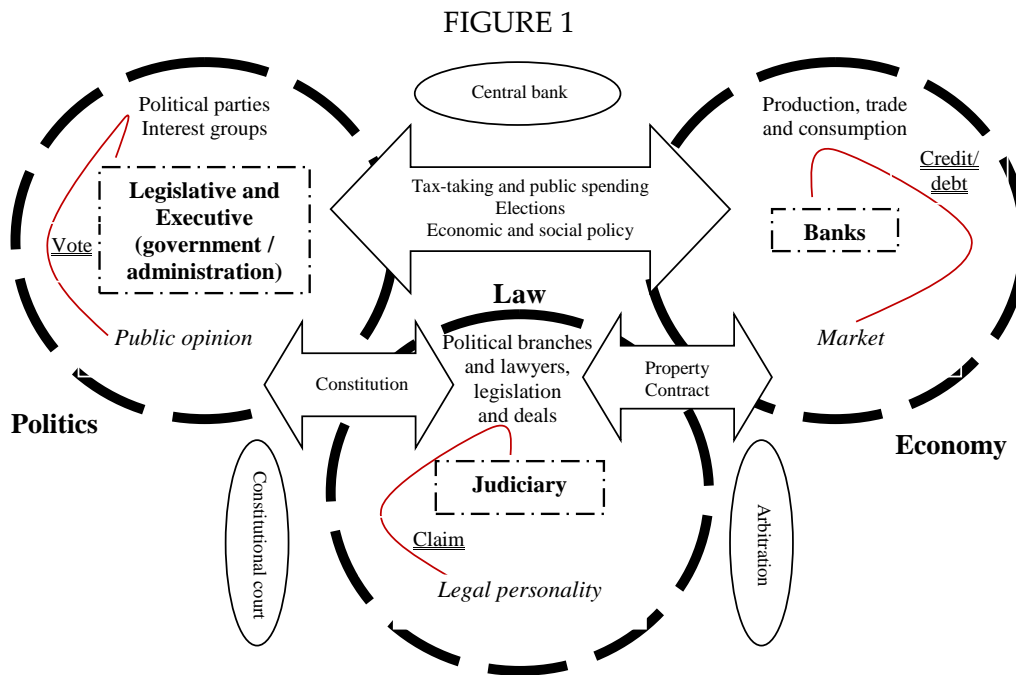 FIGURE 1
Central bank
Political parties
Interest groups
Legislative and
Executive
(government /
administration)
Vote
Public opinion
Politics
Tax-taking and public spending
Elections
Economic and social policy
Production, trade
and consumption
Credit/
debt
Banks
Market
Economy
Law
Constitution
Political branches
and lawyers,
legislation
and deals
Property
Contract
Judiciary
Claim
Legal personality
Constitutional court
Arbitration